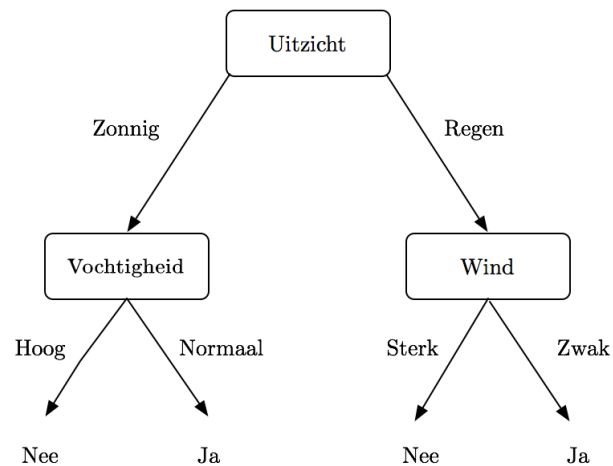 Uitzicht
Zonnig
Regen
Vochtigheid
Wind
Hoog
Normaal
Sterk
Zwak
Nee
Ja
Nee
Ja